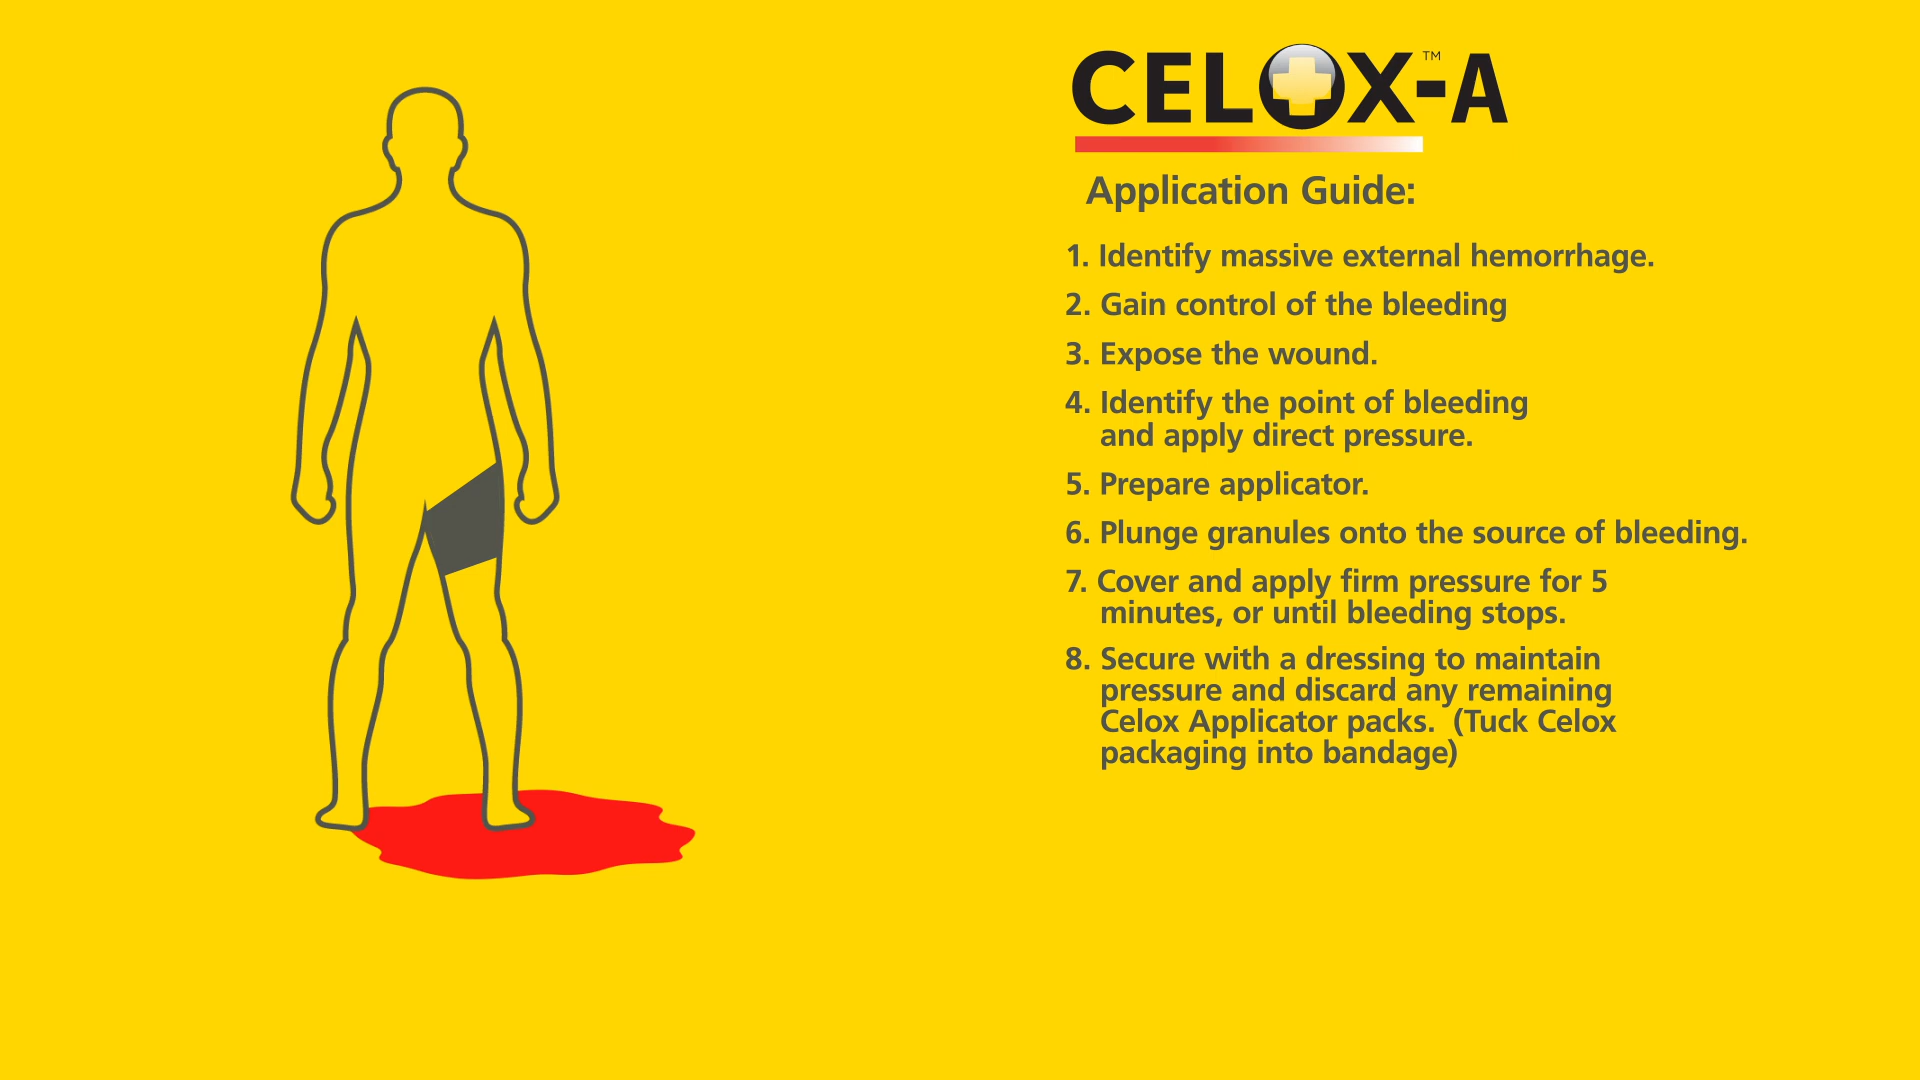 CELOX™-A
Application Guide:
1. Identify massive external hemorrhage.
2. Gain control of the bleeding
3. Expose the wound.
4. Identify the point of bleeding
and apply direct pressure.
5. Prepare applicator.
6. Plunge granules onto the source of bleeding.
7. Cover and apply firm pressure for 5
minutes, or until bleeding stops.
8. Secure with a dressing to maintain
pressure and discard any remaining
Celox Applicator packs. (Tuck Celox
packaging into bandage)